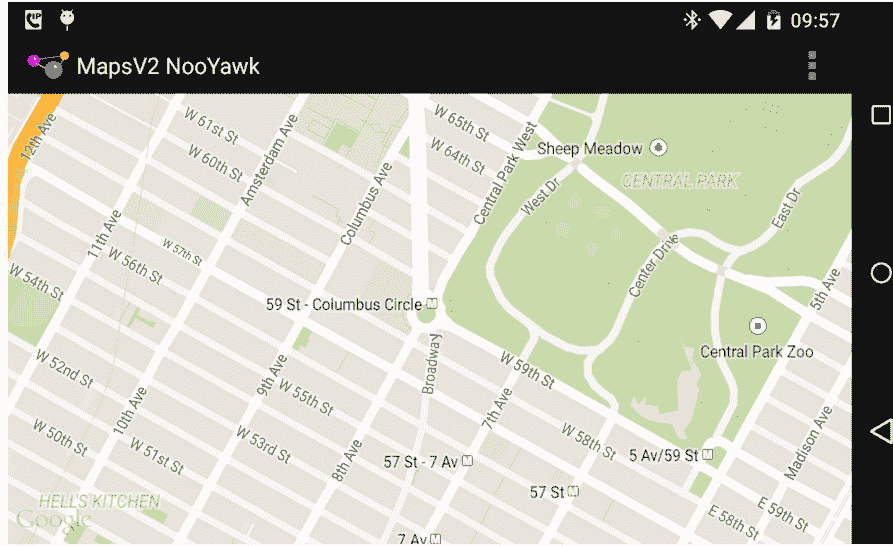 09:57
MapsV2 NooYawk
12th Ave
W 61st St
W 60th St
Amsterdam Ave
Columbus Ave
W 65th St
W 64th St
Central Park West
Sheep Meadow
CENTRAL PARK
West Dr
East Dr
Center Drive
11th Ave
W 57th St
W 56th St
W 54th St
59 St - Columbus Circle
5th Ave
Central Park Zoo
Broadway
W 59th St
W 52nd St
9th Ave
W 55th St
10th Ave
7th Ave
W 58th St
W 50th St
W 51st St
W 53rd St
8th Ave
57 St - 7 Av
5 Av/59 St
Madison Ave
57 St
HELL'S KITCHEN
Google
E 58th St
E 59th St
7 Av